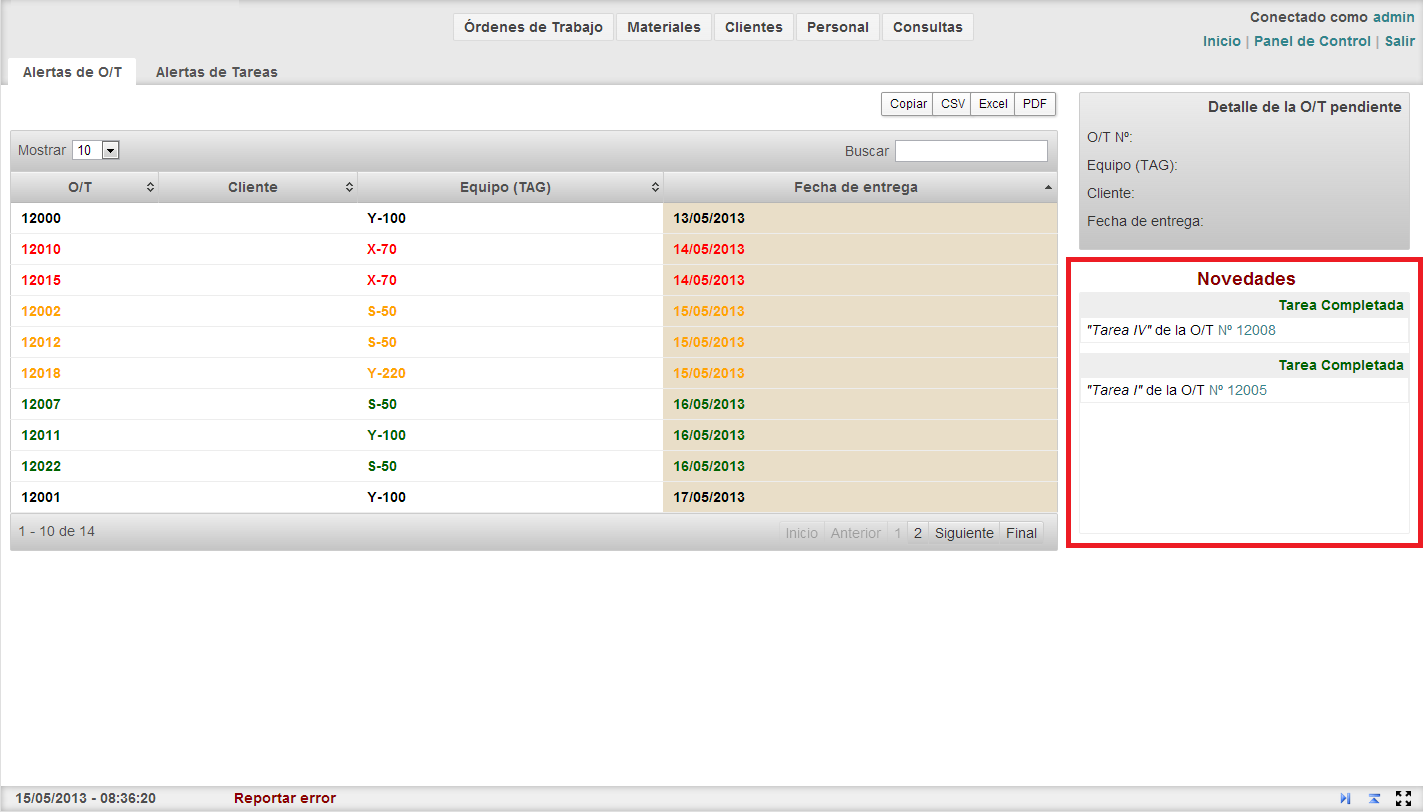 Órdenes de Trabajo Materiales Clientes Personal Consultas
Conectado como admin
Inicio | Panel de Control | Salir
Alertas de O/T Alertas de Tareas
Copiar CSV Excel PDF
Mostrar 10 Buscar
O/T Cliente Equipo (TAG) Fecha de entrega
12000 Y-100 13/05/2013
12010 X-70 14/05/2013
12015 X-70 14/05/2013
12002 S-50 15/05/2013
12012 S-50 15/05/2013
12018 Y-220 15/05/2013
12007 S-50 16/05/2013
12011 Y-100 16/05/2013
12022 S-50 16/05/2013
12001 Y-100 17/05/2013
1 - 10 de 14 Inicio Anterior 1 2 Siguiente Final
Detalle de la O/T pendiente
O/T Nº:
Equipo (TAG):
Cliente:
Fecha de entrega:
Novedades
Tarea Completada
"Tarea IV" de la O/T Nº 12008
Tarea Completada
"Tarea I" de la O/T Nº 12005
15/05/2013 - 08:36:20 Reportar error